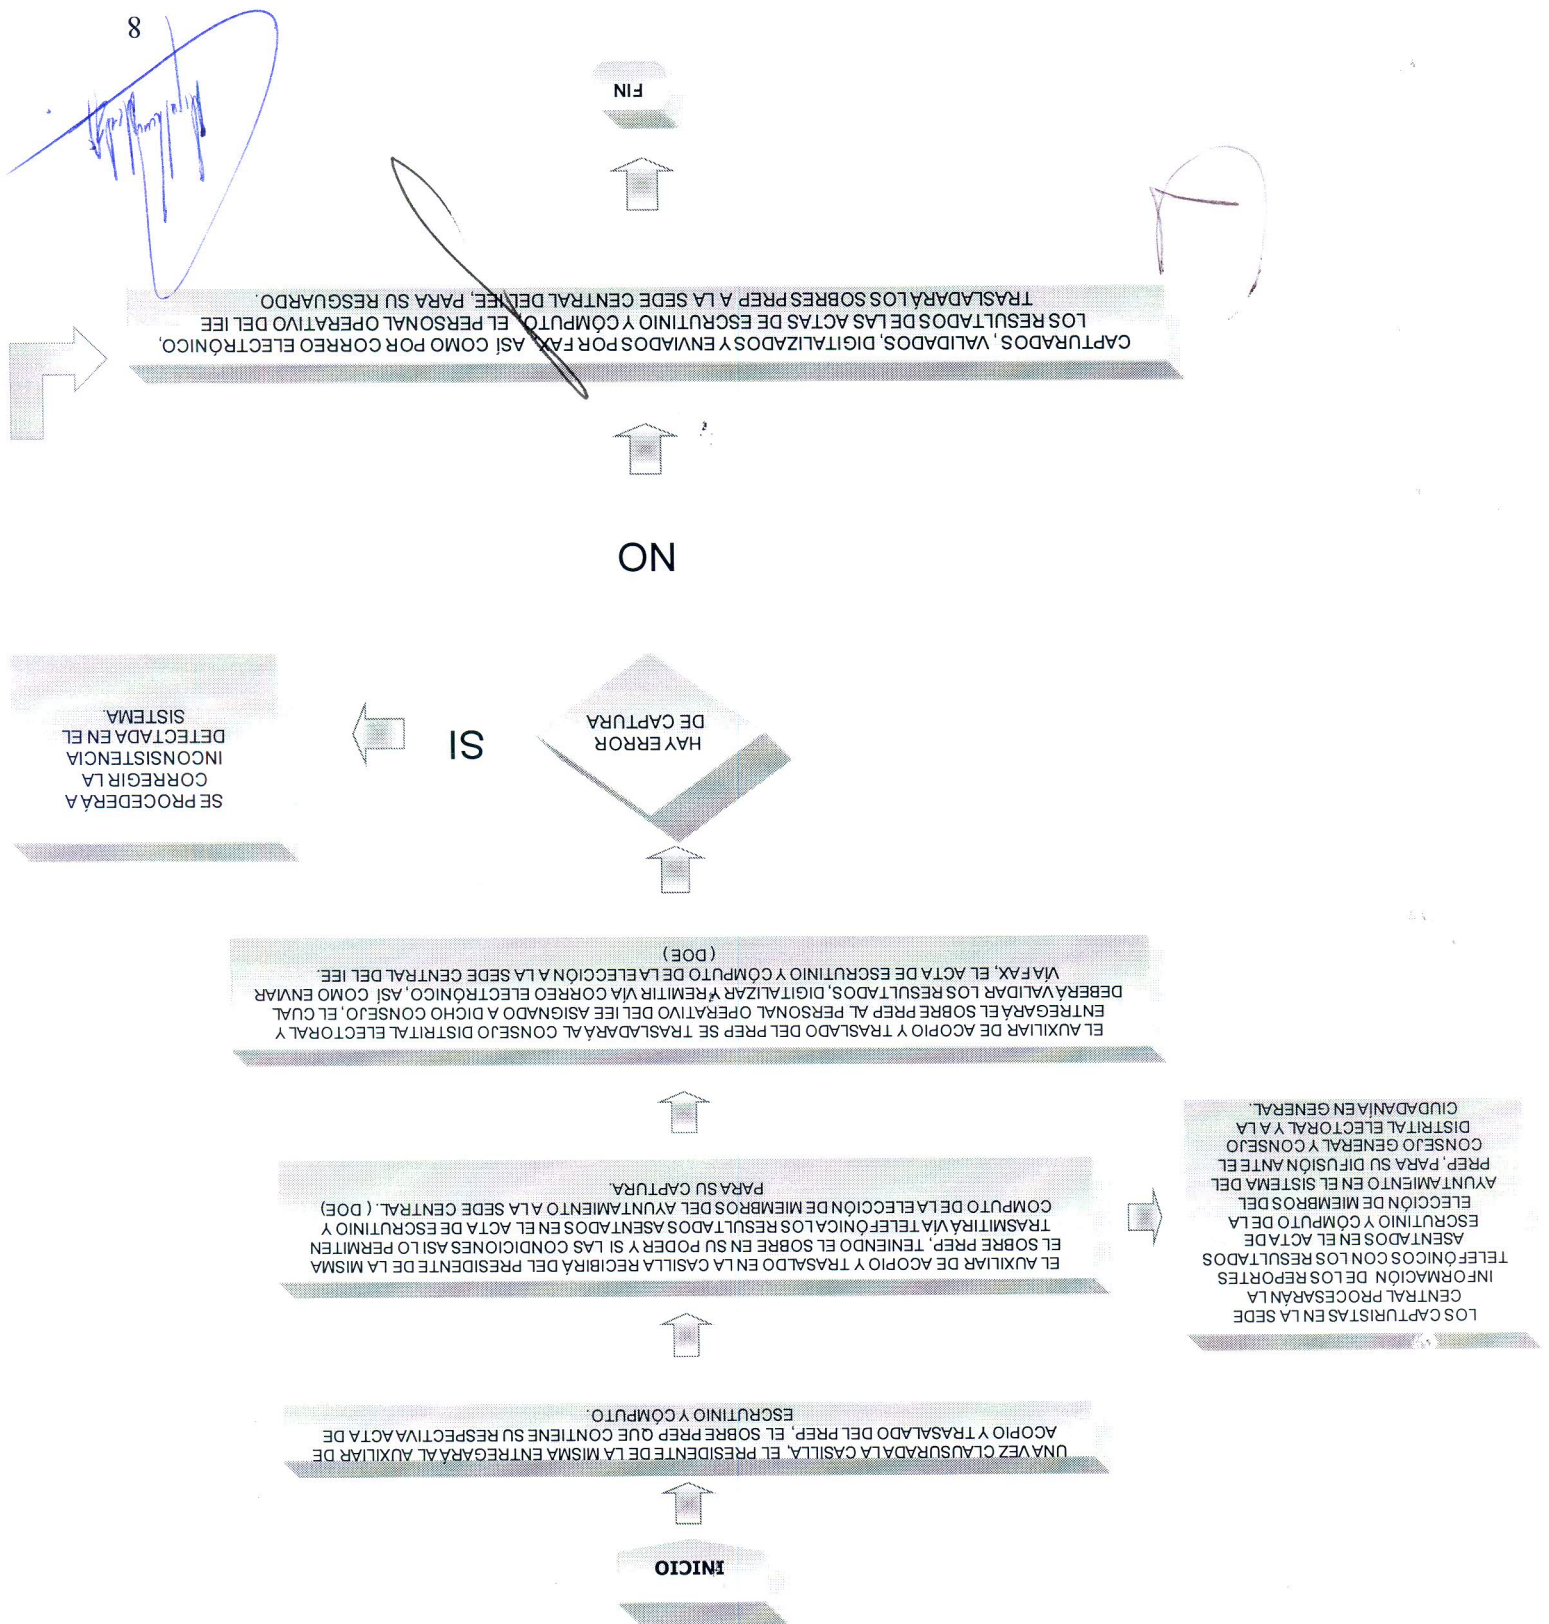 INICIO
UNA VEZ CLAUSURADA LA CASILLA, EL PRESIDENTE DE LA MISMA ENTREGARÁ AL AUXILIAR DE
ACOPIO Y TRASALADO DEL PREP, EL SOBRE PREP QUE CONTIENE SU RESPECTIVA ACTA DE
ESCRUTINIO Y CÓMPUTO.
EL AUXILIAR DE ACOPIO Y TRASALDO EN LA CASILLA RECIBIRÁ DEL PRESIDENTE DE LA MISMA
EL SOBRE PREP, TENIENDO EL SOBRE EN SU PODER Y SI LAS CONDICIONES ASI LO PERMITEN
TRASMITIRÁ VÍA TELEFÓNICA LOS RESULTADOS ASENTADOS EN EL ACTA DE ESCRUTINIO Y
COMPUTO DE LA ELECCIÓN DE MIEMBROS DEL AYUNTAMIENTO A LA SEDE CENTRAL. ( DOE)
PARA SU CAPTURA.
LOS CAPTURISTAS EN LA SEDE
CENTRAL PROCESARÁN LA
INFORMACIÓN DE LOS REPORTES
TELEFÓNICOS CON LOS RESULTADOS
ASENTADOS EN EL ACTA DE
ESCRUTINIO Y CÓMPUTO DE LA
ELECCIÓN DE MIEMBROS DEL
AYUNTAMIENTO EN EL SISTEMA DEL
PREP, PARA SU DIFUSIÓN ANTE EL
CONSEJO GENERAL Y CONSEJO
DISTRITAL ELECTORAL Y A LA
CIUDADANÍA EN GENERAL.
EL AUXILIAR DE ACOPIO Y TRASLADO DEL PREP SE TRASLADARÁ AL CONSEJO DISTRITAL ELECTORAL Y
ENTREGARÁ EL SOBRE PREP AL PERSONAL OPERATIVO DEL IEE ASIGNADO A DICHO CONSEJO, EL CUAL
DEBERÁ VALIDAR LOS RESULTADOS, DIGITALIZAR Y REMITIR VÍA CORREO ELECTRÓNICO, ASÍ COMO ENVIAR
VÍA FAX, EL ACTA DE ESCRUTINIO Y CÓMPUTO DE LA ELECCIÓN A LA SEDE CENTRAL DEL IEE.
(DOE)
HAY ERROR
DE CAPTURA
SI
SE PROCEDERÁ A
CORREGIR LA
INCONSISTENCIA
DETECTADA EN EL
SISTEMA.
NO
CAPTURADOS, VALIDADOS, DIGITALIZADOS Y ENVIADOS POR FAX, ASÍ COMO POR CORREO ELECTRÓNICO,
LOS RESULTADOS DE LAS ACTAS DE ESCRUTINIO Y CÓMPUTO, EL PERSONAL OPERATIVO DEL IEE
TRASLADARÁ LOS SOBRES PREP A LA SEDE CENTRAL DEL IEE, PARA SU RESGUARDO.
FIN
8